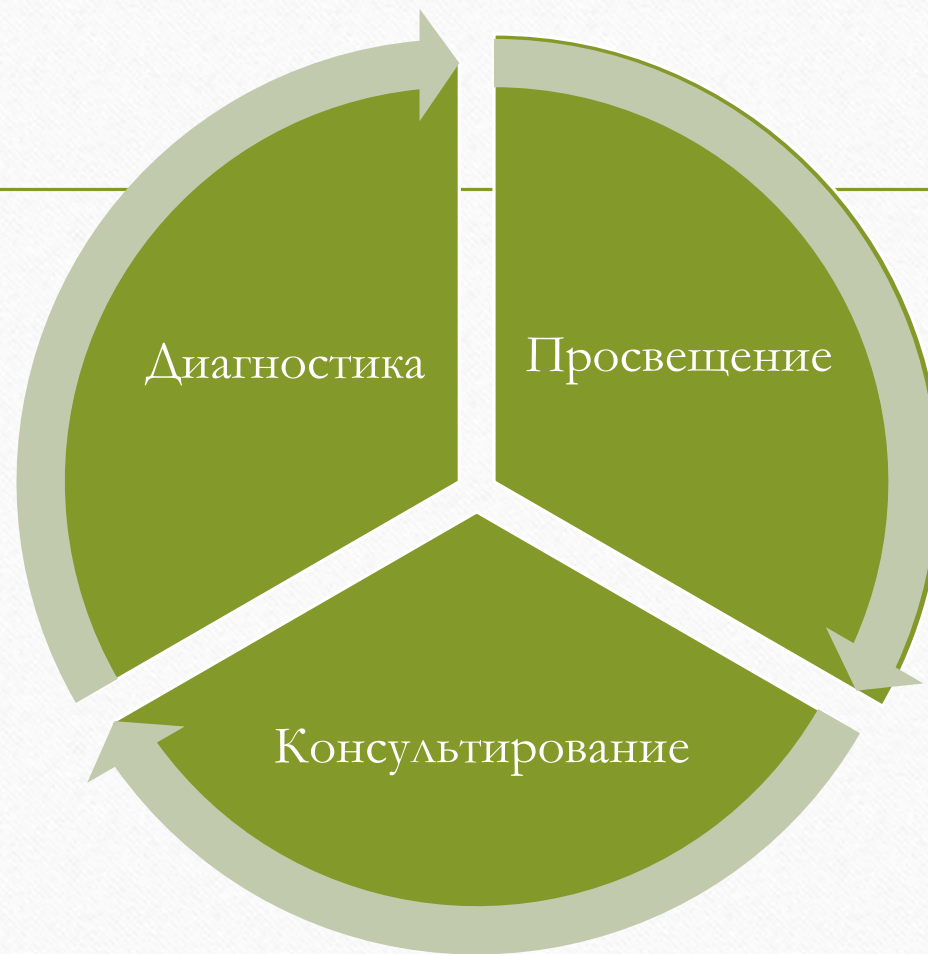 Диагностика
Просвещение
Консультирование